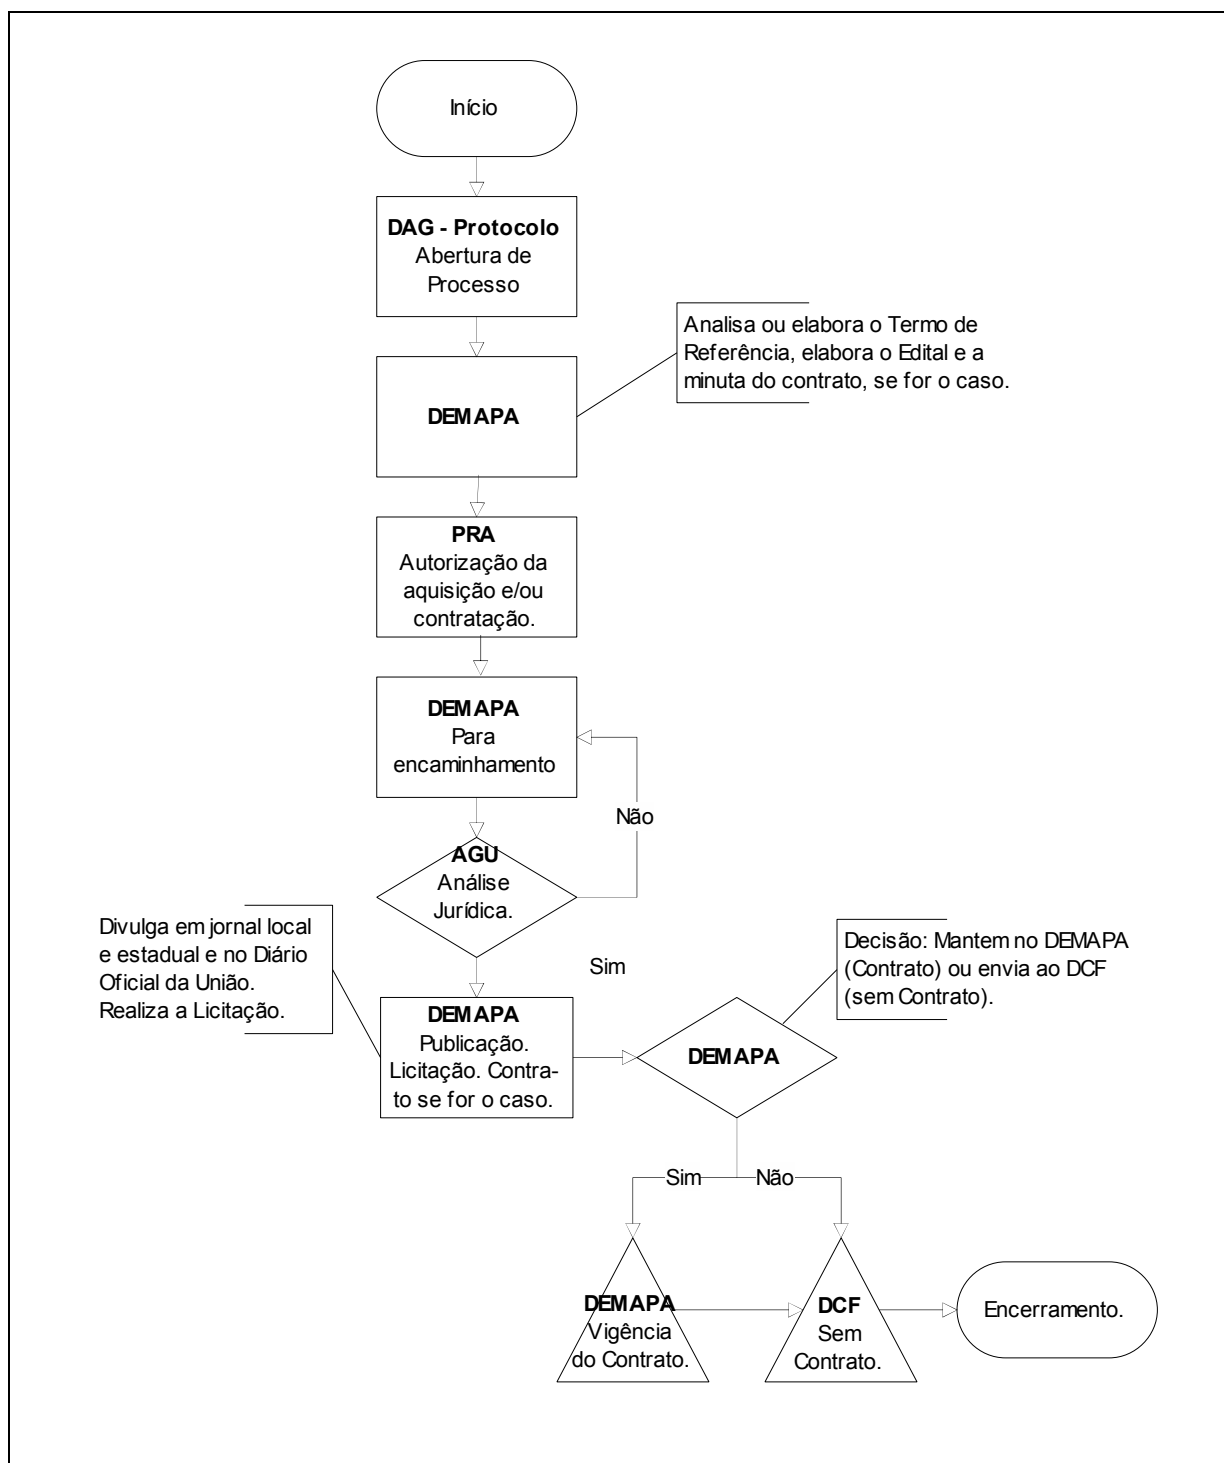 Início
DAG - Protocolo
Abertura de
Processo
Analisa ou elabora o Termo de
Referência, elabora o Edital e a
minuta do contrato, se for o caso.
DEMAPA
PRA
Autorização da
aquisição e/ou
contratação.
DEMAPA
Para
encaminhamento
Não
AGU
Análise
Jurídica.
Sim
Divulga em jornal local
e estadual e no Diário
Oficial da União.
Realiza a Licitação.
DEMAPA
Publicação.
Licitação. Contra-
to se for o caso.
Decisão: Mantem no DEMAPA
(Contrato) ou envia ao DCF
(sem Contrato).
DEMAPA
Sim
Não
DEMAPA
Vigência
do Contrato.
DCF
Sem
Contrato.
Encerramento.